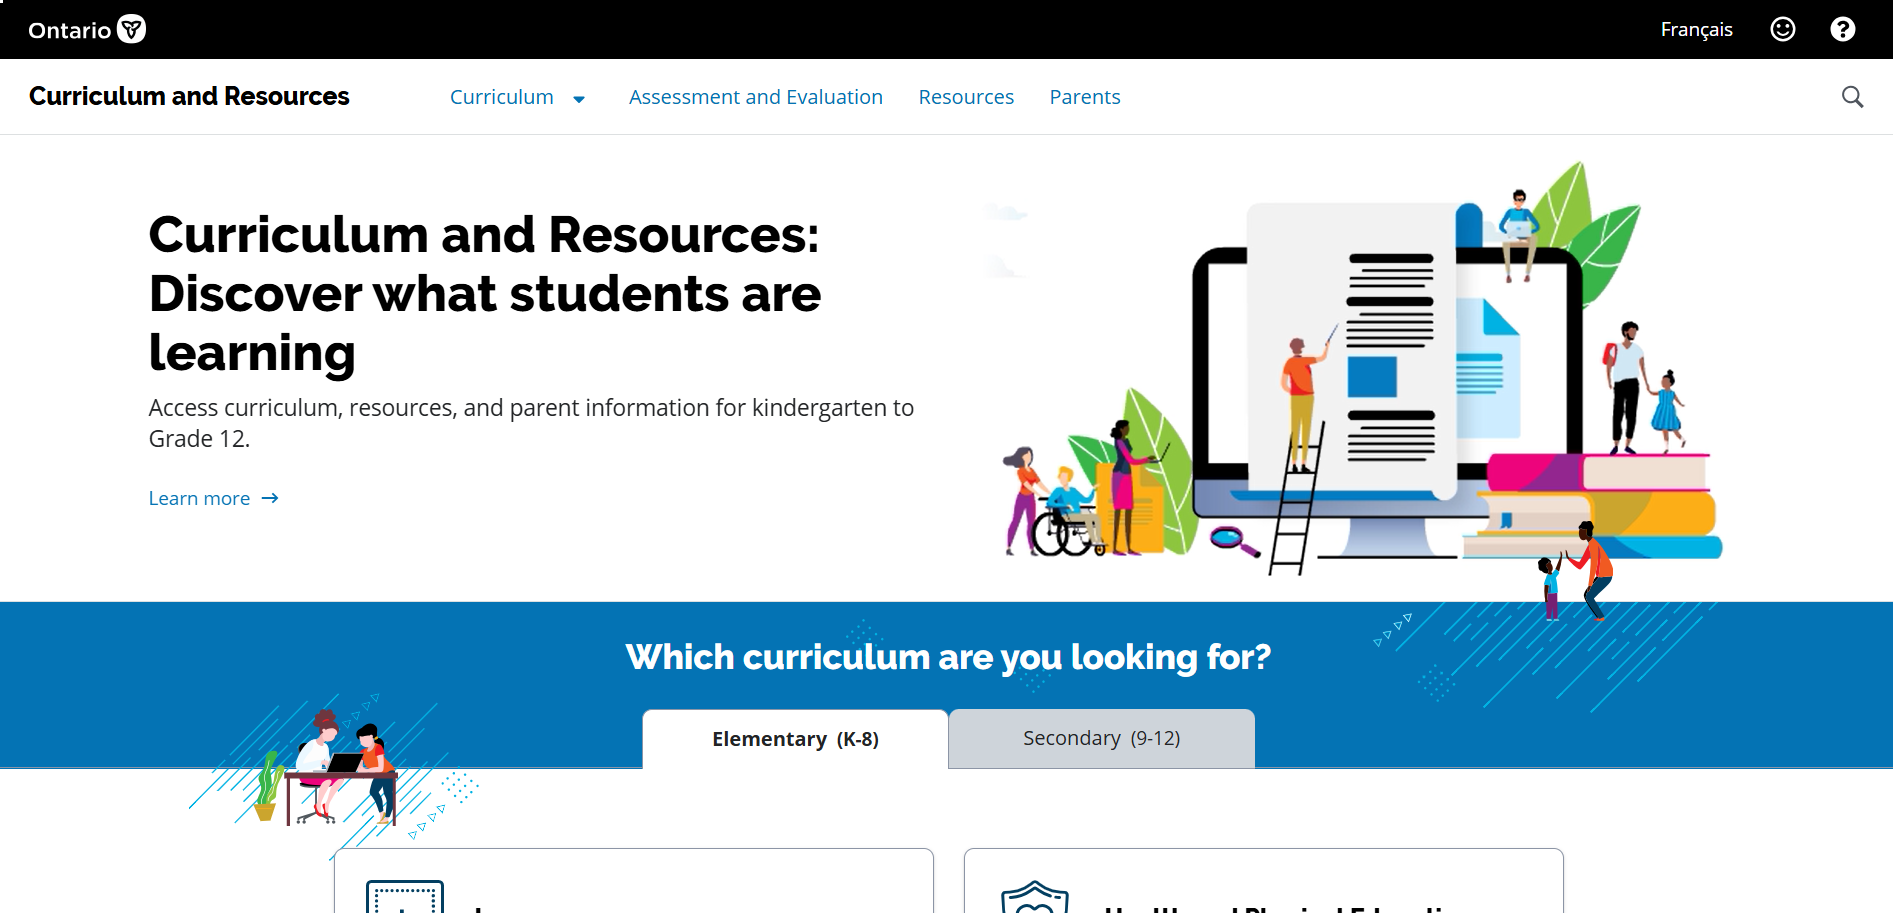 Ontario
Français
Curriculum and Resources
Curriculum
Assessment and Evaluation
Resources
Parents
Curriculum and Resources:
Discover what students are
learning
Access curriculum, resources, and parent information for kindergarten to
Grade 12.
Learn more
Which curriculum are you looking for?
Elementary (K-8)
Secondary (9-12)